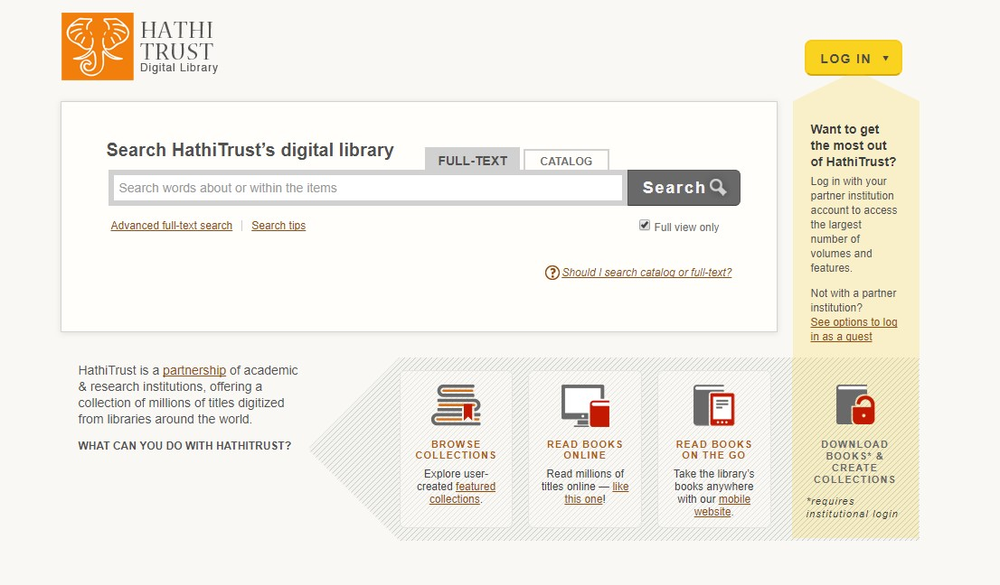 HATHI
TRUST
Digital Library
LOG IN
Search HathiTrust's digital library
FULL-TEXT
CATALOG
Search words about or within the items
Search
Advanced full-text search
Search tips
Full view only
Should I search catalog or full-text?
Want to get
the most out
of HathiTrust?
Log in with your
partner institution
account to access
the largest
number of
volumes and
features.
Not with a partner
institution?
See options to log
in as a guest
HathiTrust is a partnership of academic
& research institutions, offering a
collection of millions of titles digitized
from libraries around the world.
WHAT CAN YOU DO WITH HATHITRUST?
BROWSE
COLLECTIONS
Explore user-
created featured
collections.
READ BOOKS
ONLINE
Read millions of
titles online — like
this one!
READ BOOKS
ON THE GO
Take the library's
books anywhere
with our mobile
website.
DOWNLOAD
BOOKS* &
CREATE
COLLECTIONS
*requires
institutional login